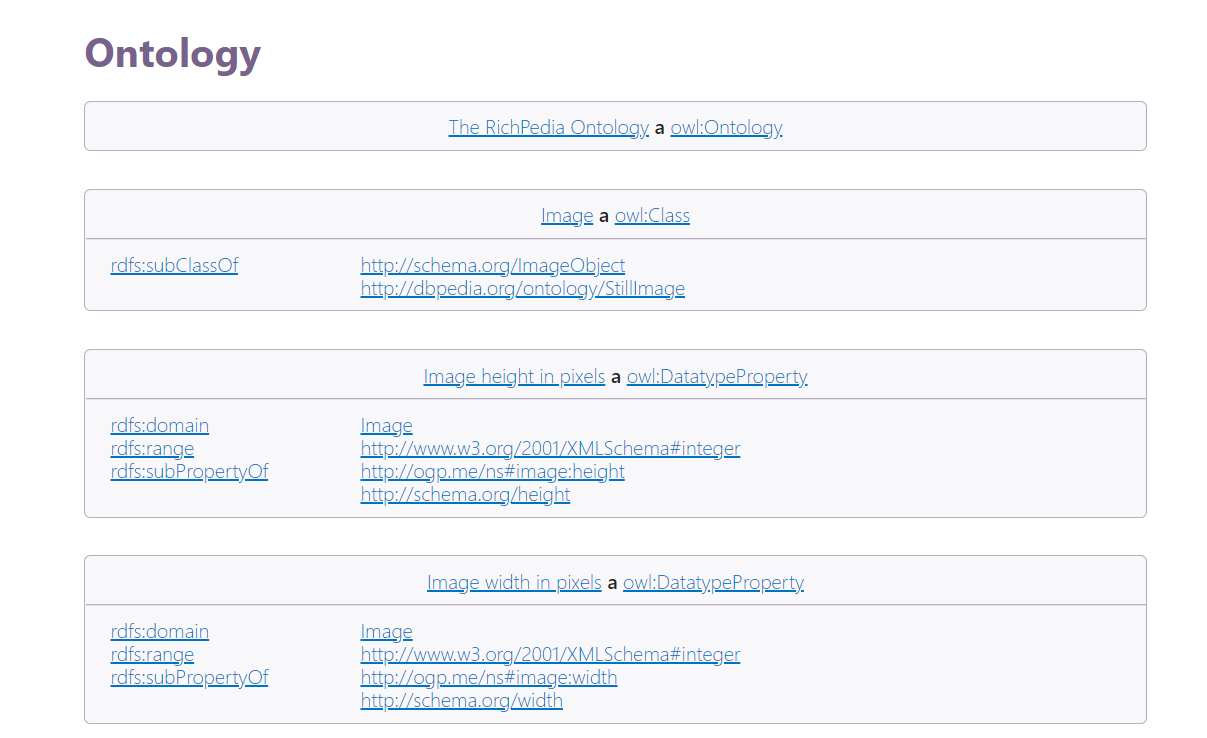 Ontology
The RichPedia Ontology a owl:Ontology
Image a owl:Class
rdfs:subClassOf http://schema.org/ImageObject
http://dbpedia.org/ontology/StillImage
Image height in pixels a owl:DatatypeProperty
rdfs:domain Image
rdfs:range http://www.w3.org/2001/XMLSchema#integer
rdfs:subPropertyOf http://ogp.me/ns#image:height
http://schema.org/height
Image width in pixels a owl:DatatypeProperty
rdfs:domain Image
rdfs:range http://www.w3.org/2001/XMLSchema#integer
rdfs:subPropertyOf http://ogp.me/ns#image:width
http://schema.org/width